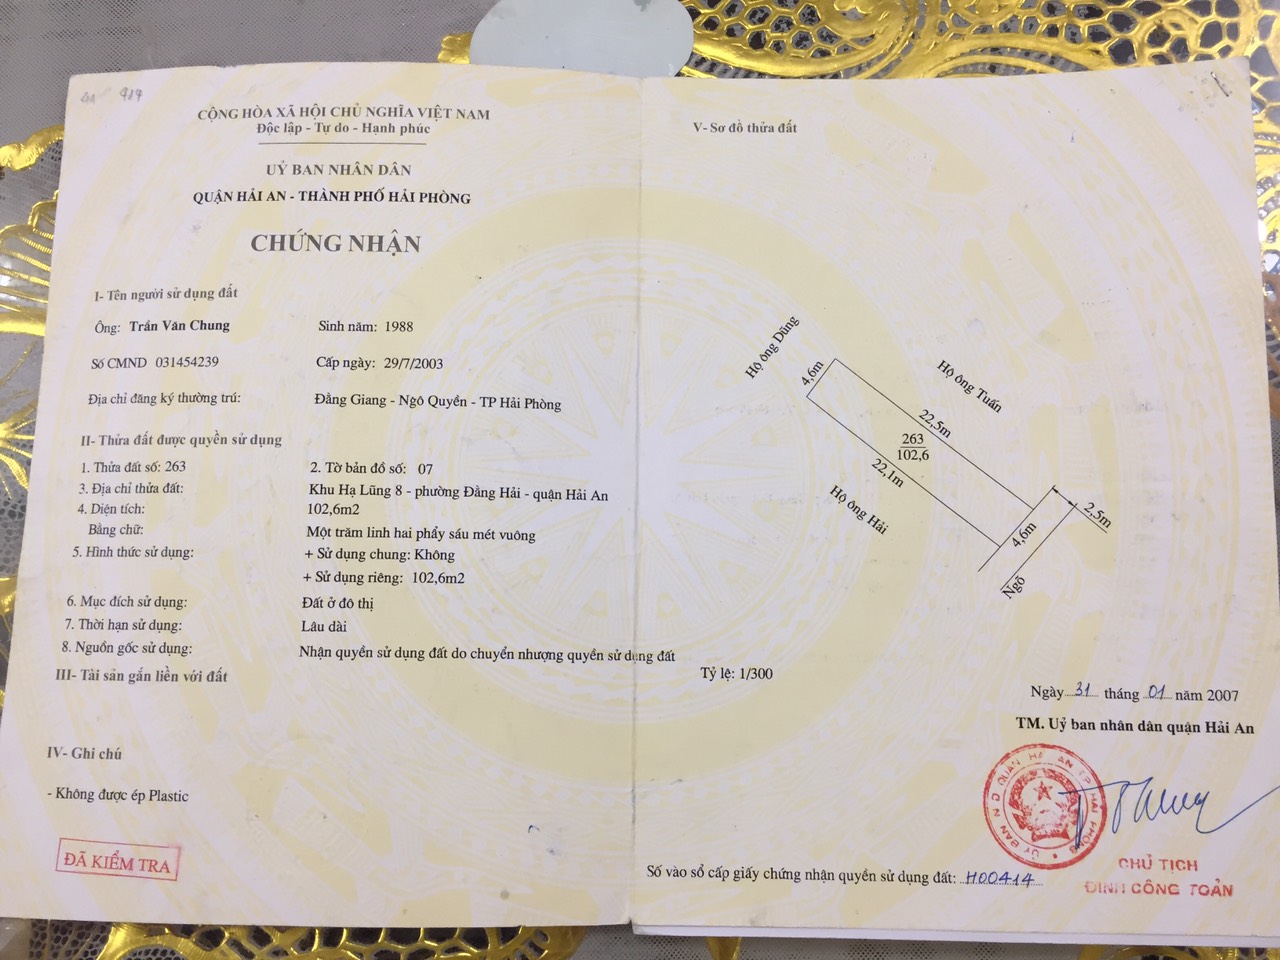 CỘNG HÒA XÃ HỘI CHỦ NGHĨA VIỆT NAM
Độc lập - Tự do - Hạnh phúc
UỶ BAN NHÂN DÂN
QUẬN HẢI AN - THÀNH PHỐ HẢI PHÒNG
CHỨNG NHẬN
I- Tên người sử dụng đất
Ông: Trần Văn Chung Sinh năm: 1988
Số CMND 031454239 Cấp ngày: 29/7/2003
Địa chỉ đăng ký thường trú: Đằng Giang - Ngô Quyền - TP Hải Phòng
II- Thửa đất được quyền sử dụng
1. Thửa đất số: 263 2. Tờ bản đồ số: 07
3. Địa chỉ thửa đất: Khu Hạ Lũng 8 - phường Đằng Hải - quận Hải An
4. Diện tích: 102,6m2
Bằng chữ: Một trăm linh hai phẩy sáu mét vuông
5. Hình thức sử dụng: + Sử dụng chung: Không
+ Sử dụng riêng: 102,6m2
6. Mục đích sử dụng: Đất ở đô thị
7. Thời hạn sử dụng: Lâu dài
8. Nguồn gốc sử dụng: Nhận quyền sử dụng đất do chuyển nhượng quyền sử dụng đất
III- Tài sản gắn liền với đất
IV- Ghi chú
- Không được ép Plastic
ĐÃ KIỂM TRA
V- Sơ đồ thửa đất
Hộ ông Dũng
4,6m
Hộ ông Tuấn
22,5m
263
102,6
22,1m
Hộ ông Hải
4,6m
2,5m
Ngõ
Tỷ lệ: 1/300
Ngày 31 tháng 01 năm 2007
TM. Uỷ ban nhân dân quận Hải An
ỦY BAN N D QUẬN HẢI AN TP HẢI PHÒNG
CHỦ TỊCH
ĐINH CÔNG TOẢN
Số vào sổ cấp giấy chứng nhận quyền sử dụng đất: H00414